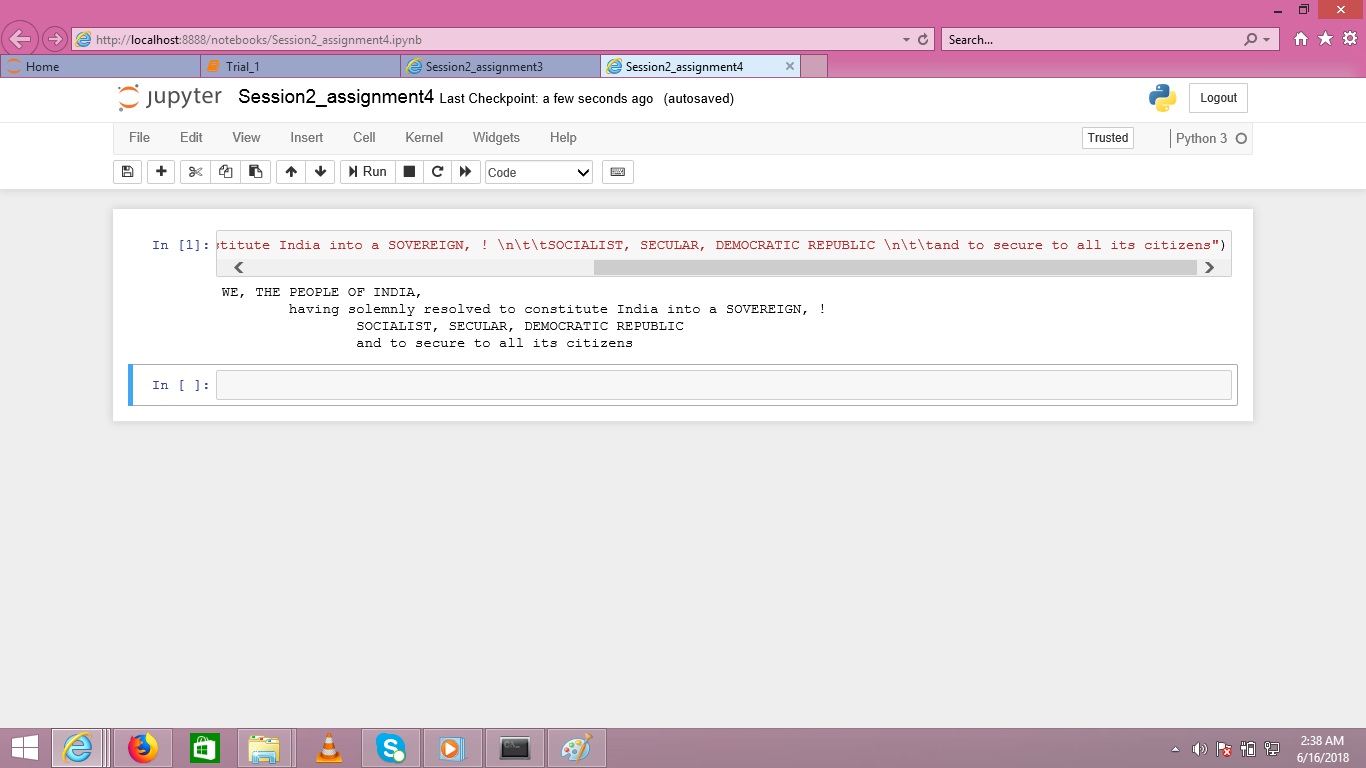 http://localhost:8888/notebooks/Session2_assignment4.ipynb
Search...
Home
Trial_1
Session2_assignment3
Session2_assignment4
jupyter Session2_assignment4 Last Checkpoint: a few seconds ago (autosaved)
Logout
File Edit View Insert Cell Kernel Widgets Help
Trusted
Python 3
Run
Code
In [1]: titute India into a SOVEREIGN, ! \n\t\tSOCIALIST, SECULAR, DEMOCRATIC REPUBLIC \n\t\tand to secure to all its citizens")
WE, THE PEOPLE OF INDIA,
having solemnly resolved to constitute India into a SOVEREIGN, !
SOCIALIST, SECULAR, DEMOCRATIC REPUBLIC
and to secure to all its citizens
In [ ]:
2:38 AM
6/16/2018